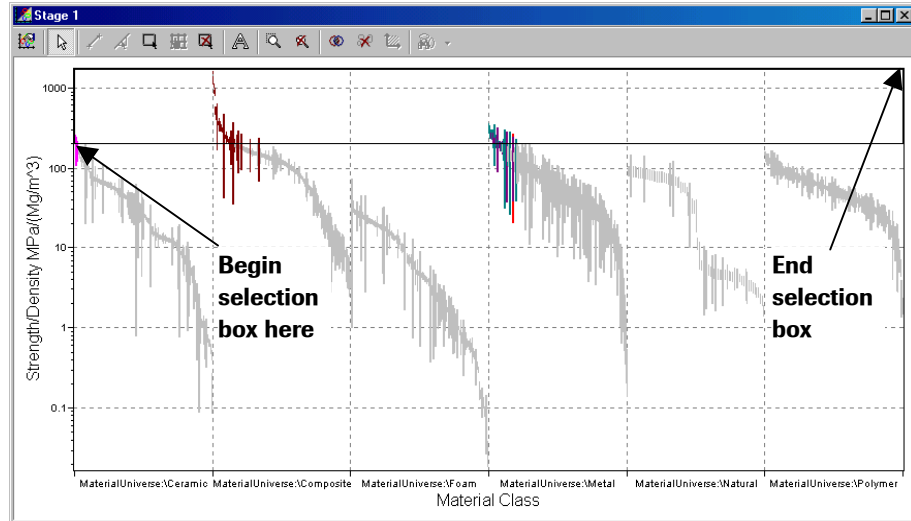 Stage 1
Strength/Density MPa/(Mg/m^3)
1000
100
10
1
0.1
Begin
selection
box here
End
selection
box
MaterialUniverse:\Ceramic MaterialUniverse:\Composite MaterialUniverse:\Foam MaterialUniverse:\Metal MaterialUniverse:\Natural MaterialUniverse:\Polymer
Material Class